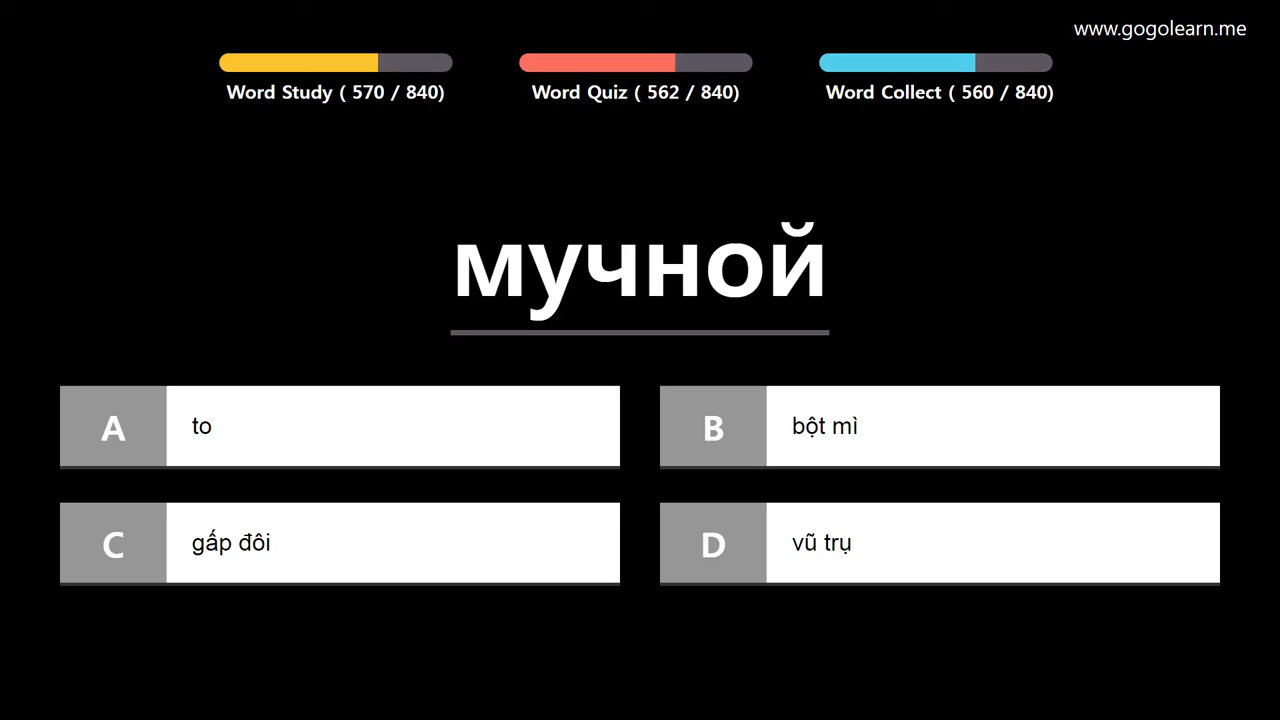 www.gogolearn.me
Word Study ( 570 / 840)
Word Quiz ( 562 / 840)
Word Collect ( 560 / 840)
мучной
A
to
B
bột mì
C
gấp đôi
D
vũ trụ